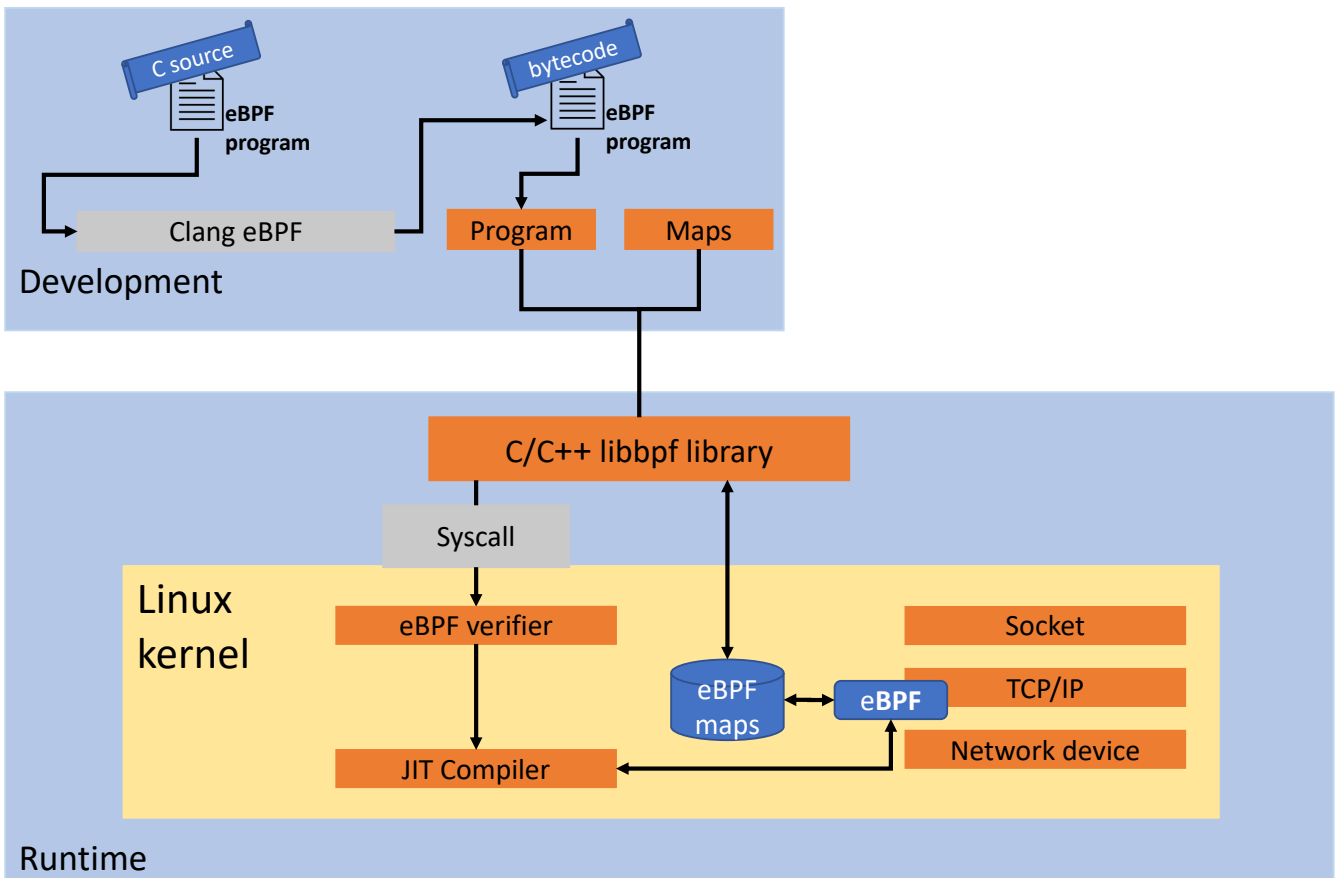 C source
eBPF
program
bytecode
eBPF
program
Clang eBPF
Program
Maps
Development
C/C++ libbpf library
Syscall
Linux
kernel
eBPF verifier
Socket
eBPF
maps
eBPF
TCP/IP
Network device
JIT Compiler
Runtime